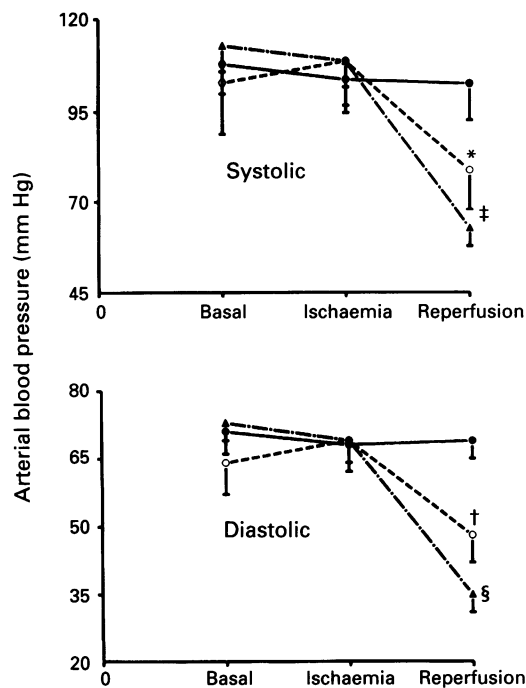 120
95
Systolic
*
70
‡
45
0 Basal Ischaemia Reperfusion
Arterial blood pressure (mm Hg)
80
65
50
†
Diastolic
35
§
20
0 Basal Ischaemia Reperfusion